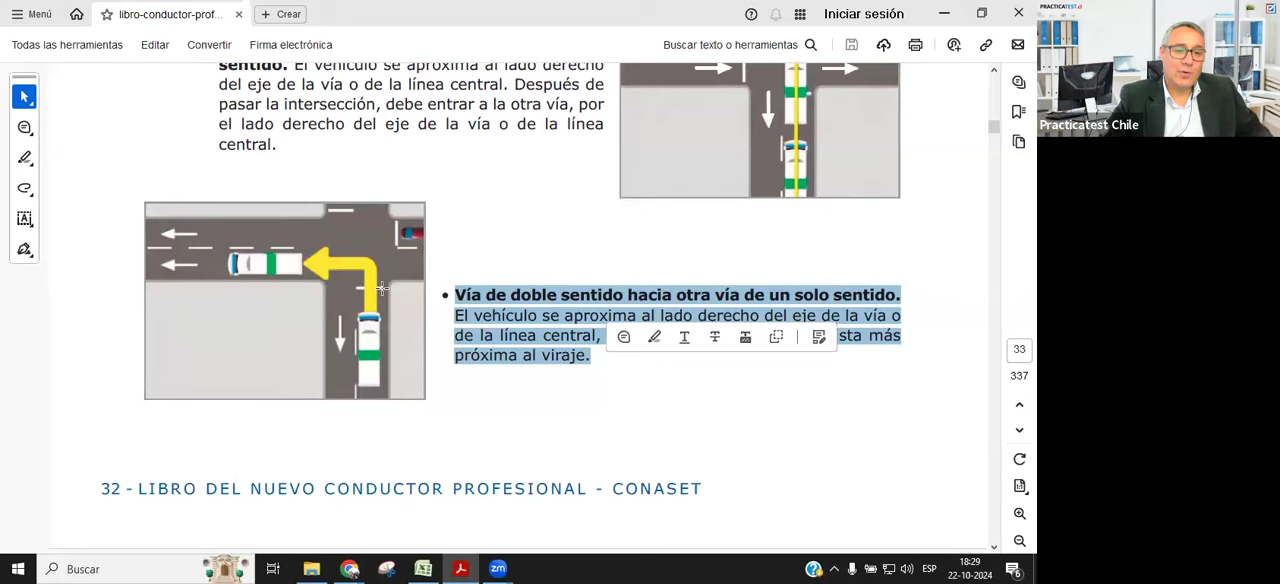 Menú
libro-conductor-prof...
Crear
Iniciar sesión
Todas las herramientas
Editar
Convertir
Firma electrónica
Buscar texto o herramientas
PRACTICATEST.cl
Practicatest Chile
sentido. El vehículo se aproxima al lado derecho
del eje de la vía o de la línea central. Después de
pasar la intersección, debe entrar a la otra vía, por
el lado derecho del eje de la vía o de la línea
central.
• Vía de doble sentido hacia otra vía de un solo sentido.
El vehículo se aproxima al lado derecho del eje de la vía o
de la línea central,
sta más
próximo al viraje.
33
337
32 - LIBRO DEL NUEVO CONDUCTOR PROFESIONAL - CONASET
Buscar
zm
ESP
18:29
22-10-2024
6